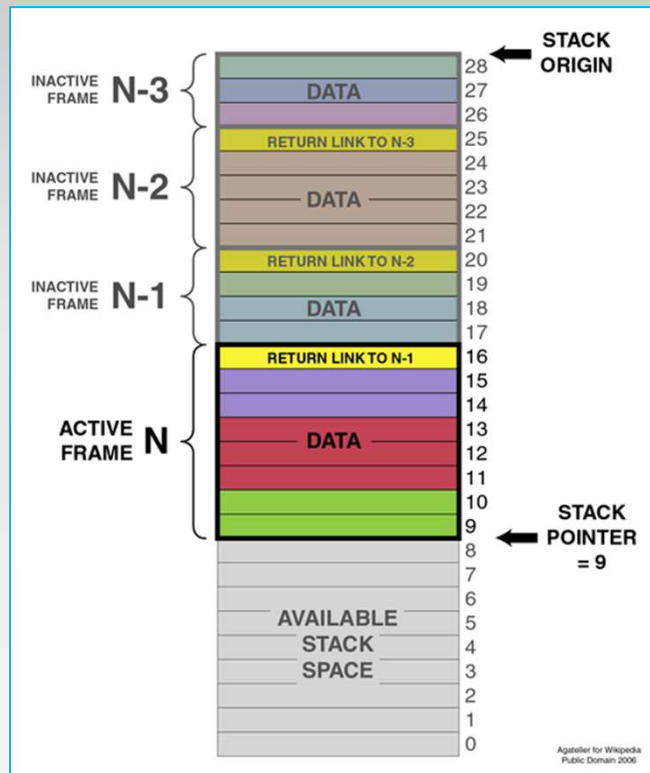 STACK
ORIGIN
INACTIVE
FRAME N-3
DATA
28
27
26
INACTIVE
FRAME N-2
RETURN LINK TO N-3
DATA
25
24
23
22
21
INACTIVE
FRAME N-1
RETURN LINK TO N-2
DATA
20
19
18
17
ACTIVE
FRAME N
RETURN LINK TO N-1
DATA
16
15
14
13
12
11
10
9
STACK
POINTER
= 9
AVAILABLE
STACK
SPACE
8
7
6
5
4
3
2
1
0
Agateller for Wikipedia
Public Domain 2006